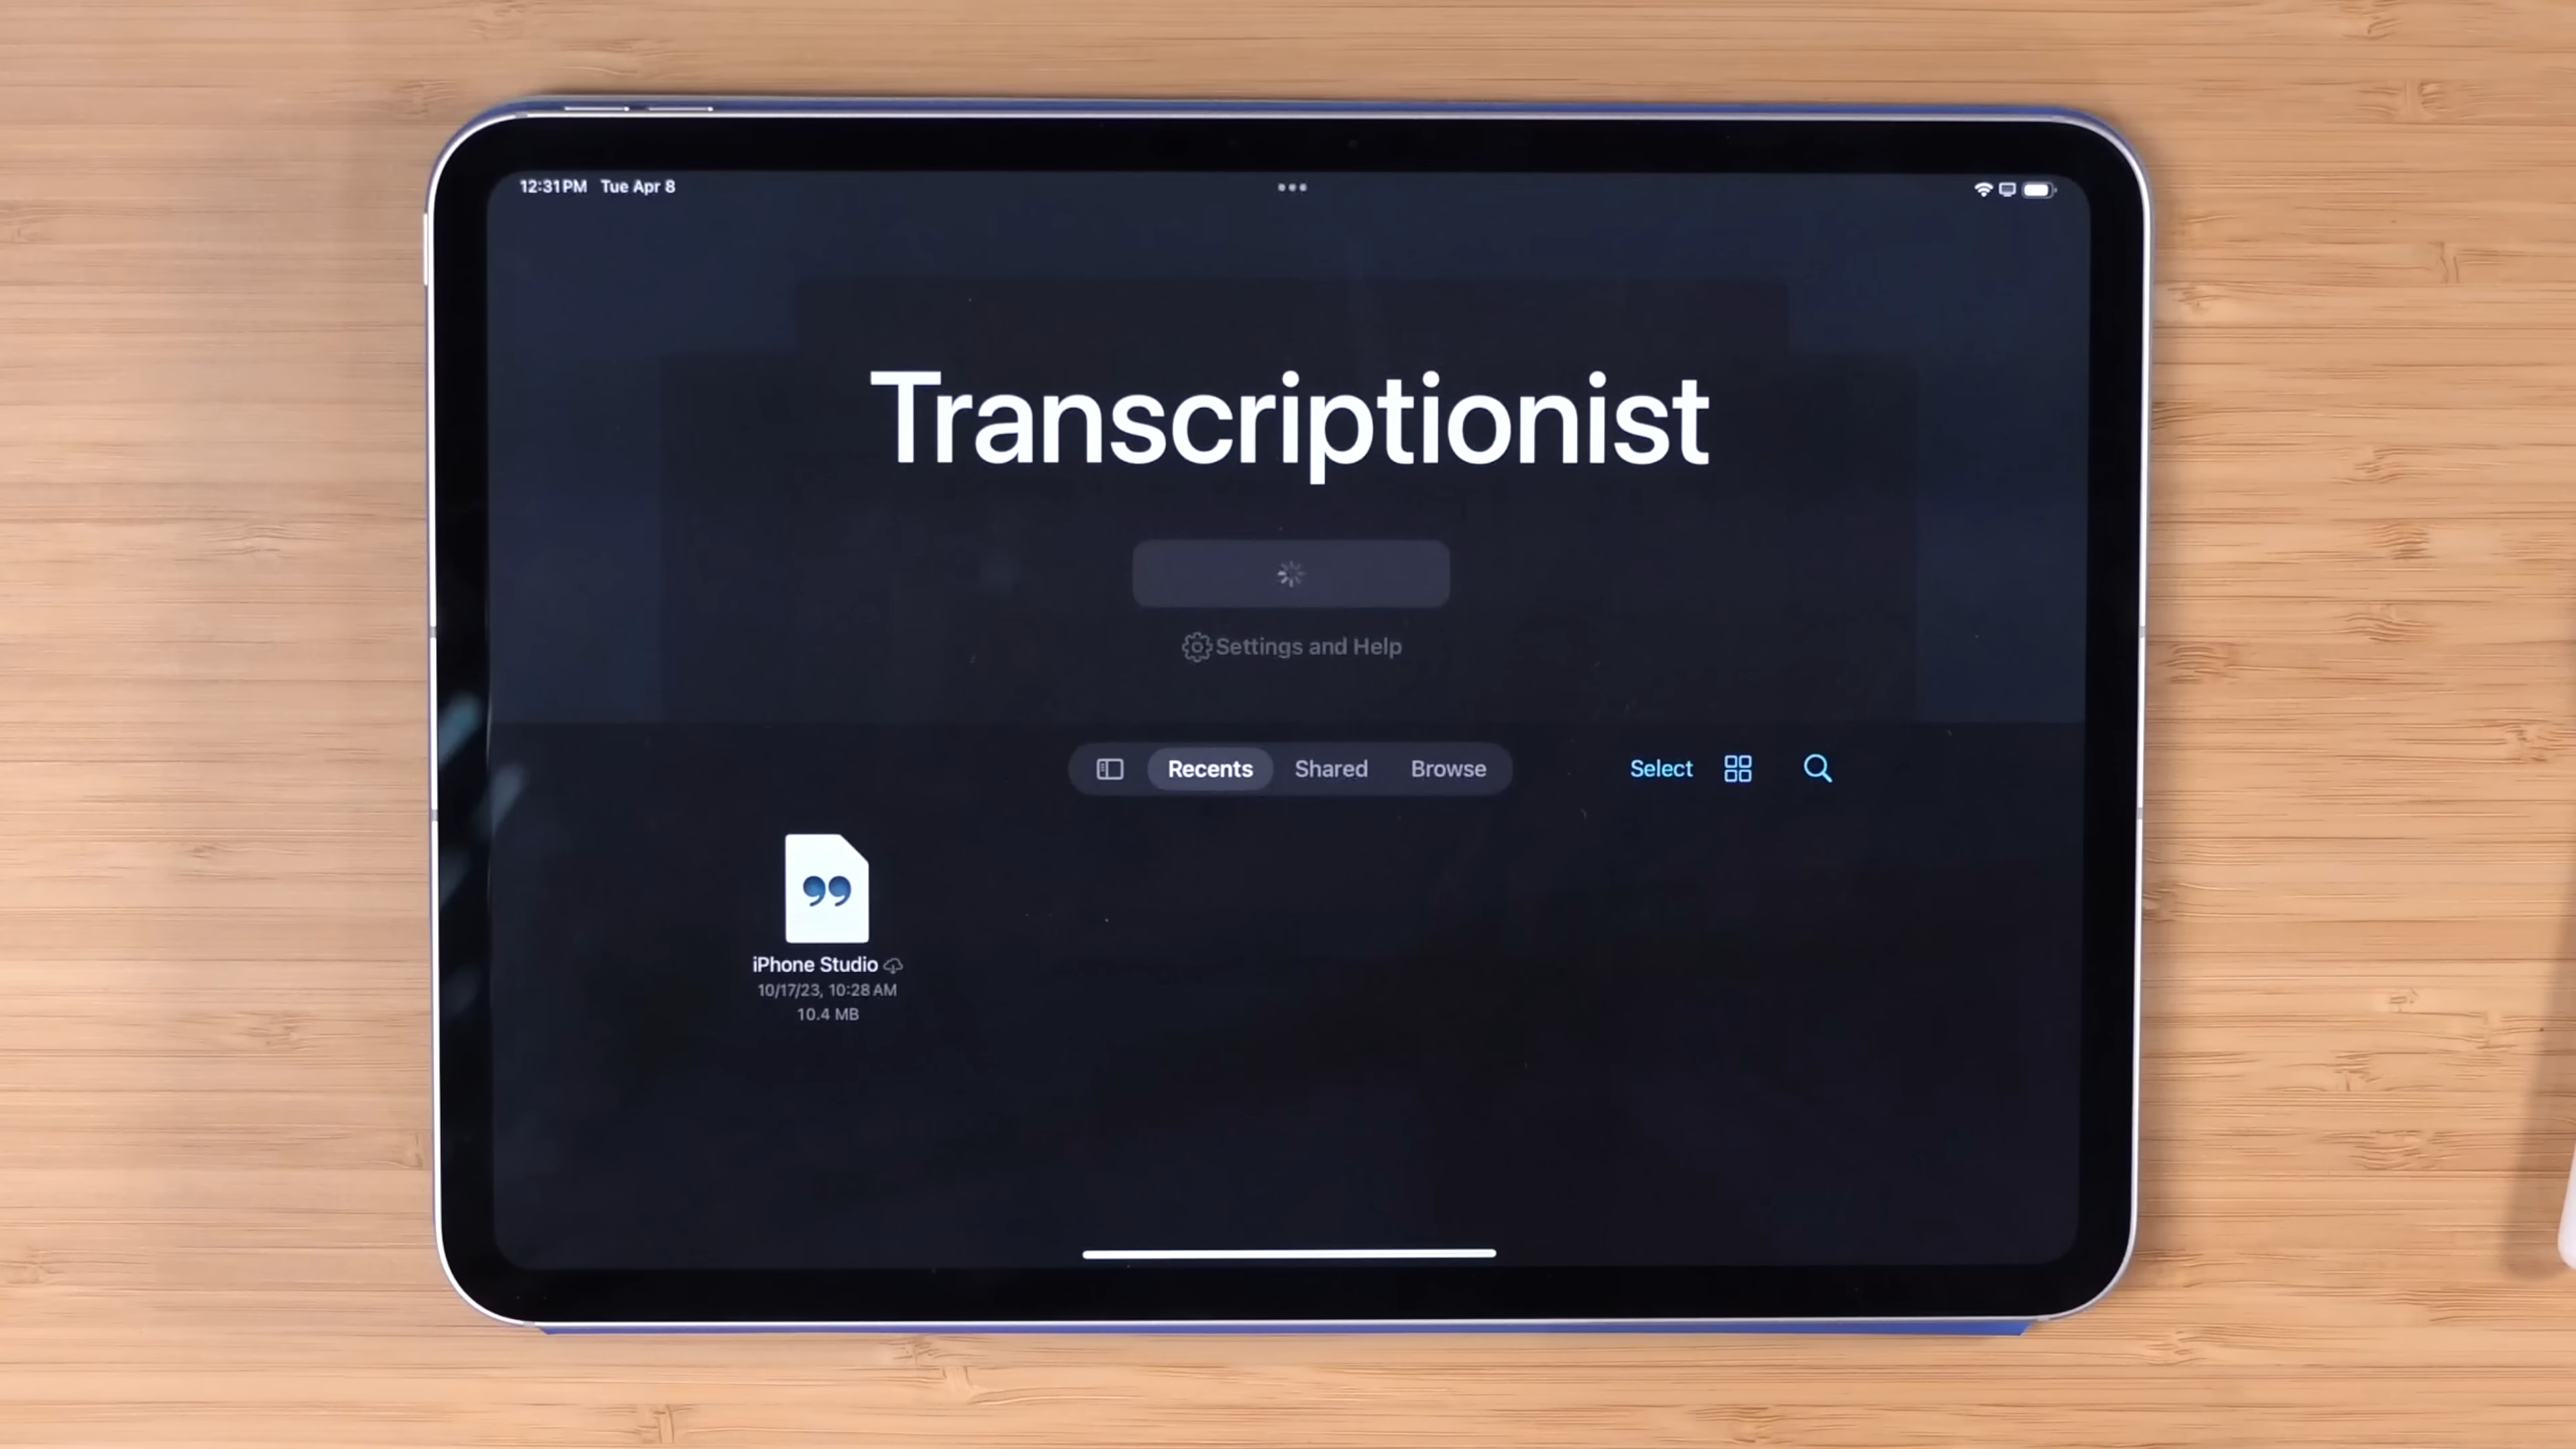 12:31 PM Tue Apr 8
Transcriptionist
Settings and Help
Recents Shared Browse Select
iPhone Studio
10/17/23, 10:28 AM
10.4 MB